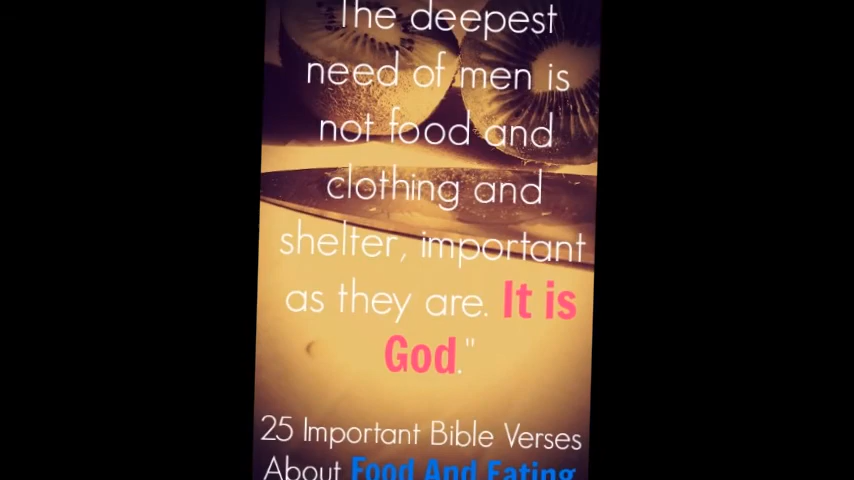 The deepest
need of men is
not food and
clothing and
shelter, important
as they are. It is
God."
25 Important Bible Verses
About Food And Eating